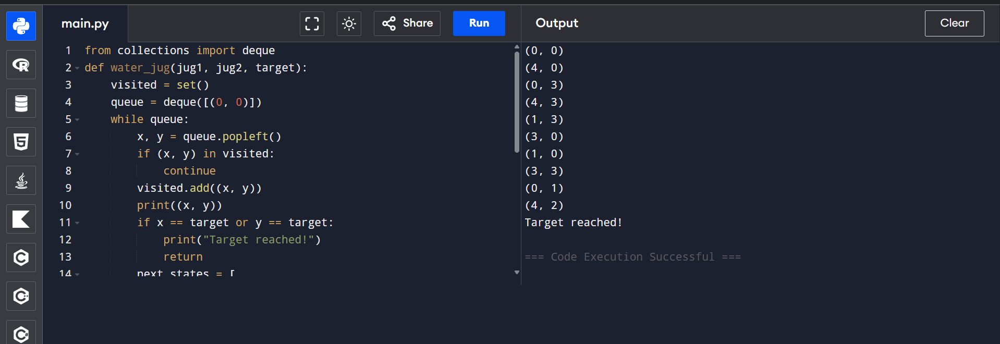 main.py
Share
Run
Output
Clear
1 from collections import deque
2 def water_jug(jug1, jug2, target):
3     visited = set()
4     queue = deque([(0, 0)])
5     while queue:
6         x, y = queue.popleft()
7         if (x, y) in visited:
8             continue
9         visited.add((x, y))
10         print((x, y))
11         if x == target or y == target:
12             print("Target reached!")
13             return
14         next_states = [
(0, 0)
(4, 0)
(0, 3)
(4, 3)
(1, 3)
(3, 0)
(1, 0)
(3, 3)
(0, 1)
(4, 2)
Target reached!
=== Code Execution Successful ===